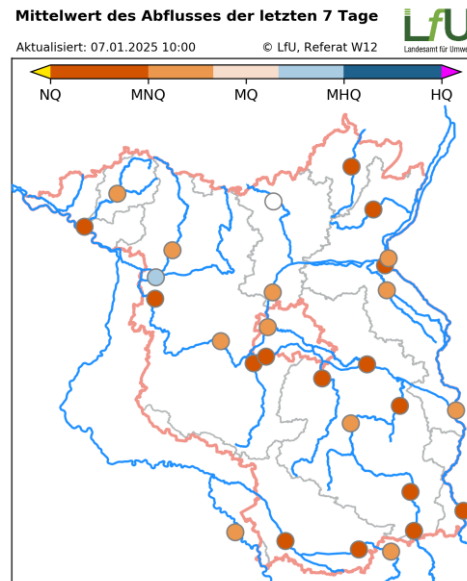 Mittelwert des Abflusses der letzten 7 Tage
LfU
Aktualisiert: 07.01.2025 10:00 © LfU, Referat W12
Landesamt für Umwe
NQ MNQ MQ MHQ HQ